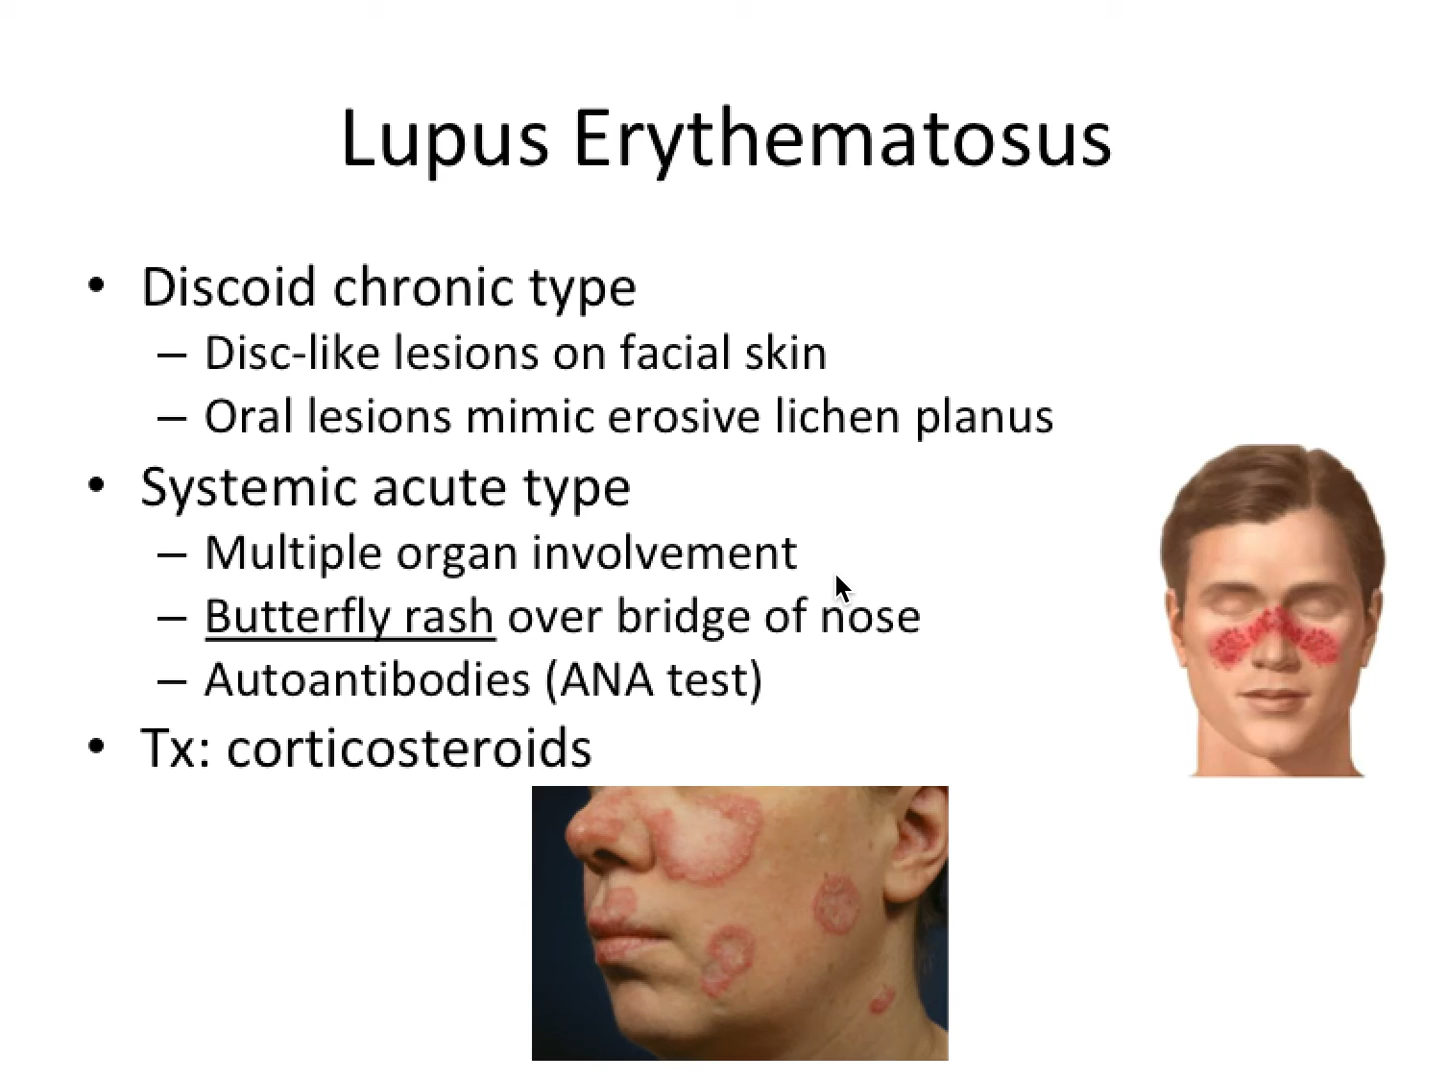 Lupus Erythematosus
• Discoid chronic type
– Disc-like lesions on facial skin
– Oral lesions mimic erosive lichen planus
• Systemic acute type
– Multiple organ involvement
– Butterfly rash over bridge of nose
– Autoantibodies (ANA test)
• Tx: corticosteroids